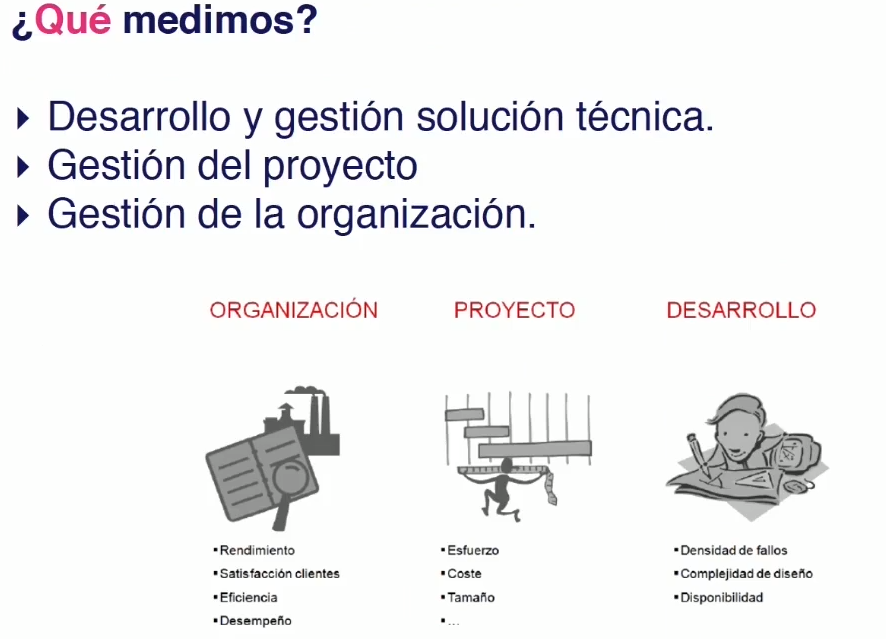 ¿Qué medimos?
Desarrollo y gestión solución técnica.
Gestión del proyecto
Gestión de la organización.
ORGANIZACIÓN
PROYECTO
DESARROLLO
▪Rendimiento
▪Satisfacción clientes
▪Eficiencia
▪Desempeño
▪Esfuerzo
▪Coste
▪Tamaño
▪...
▪Densidad de fallos
▪Complejidad de diseño
▪Disponibilidad